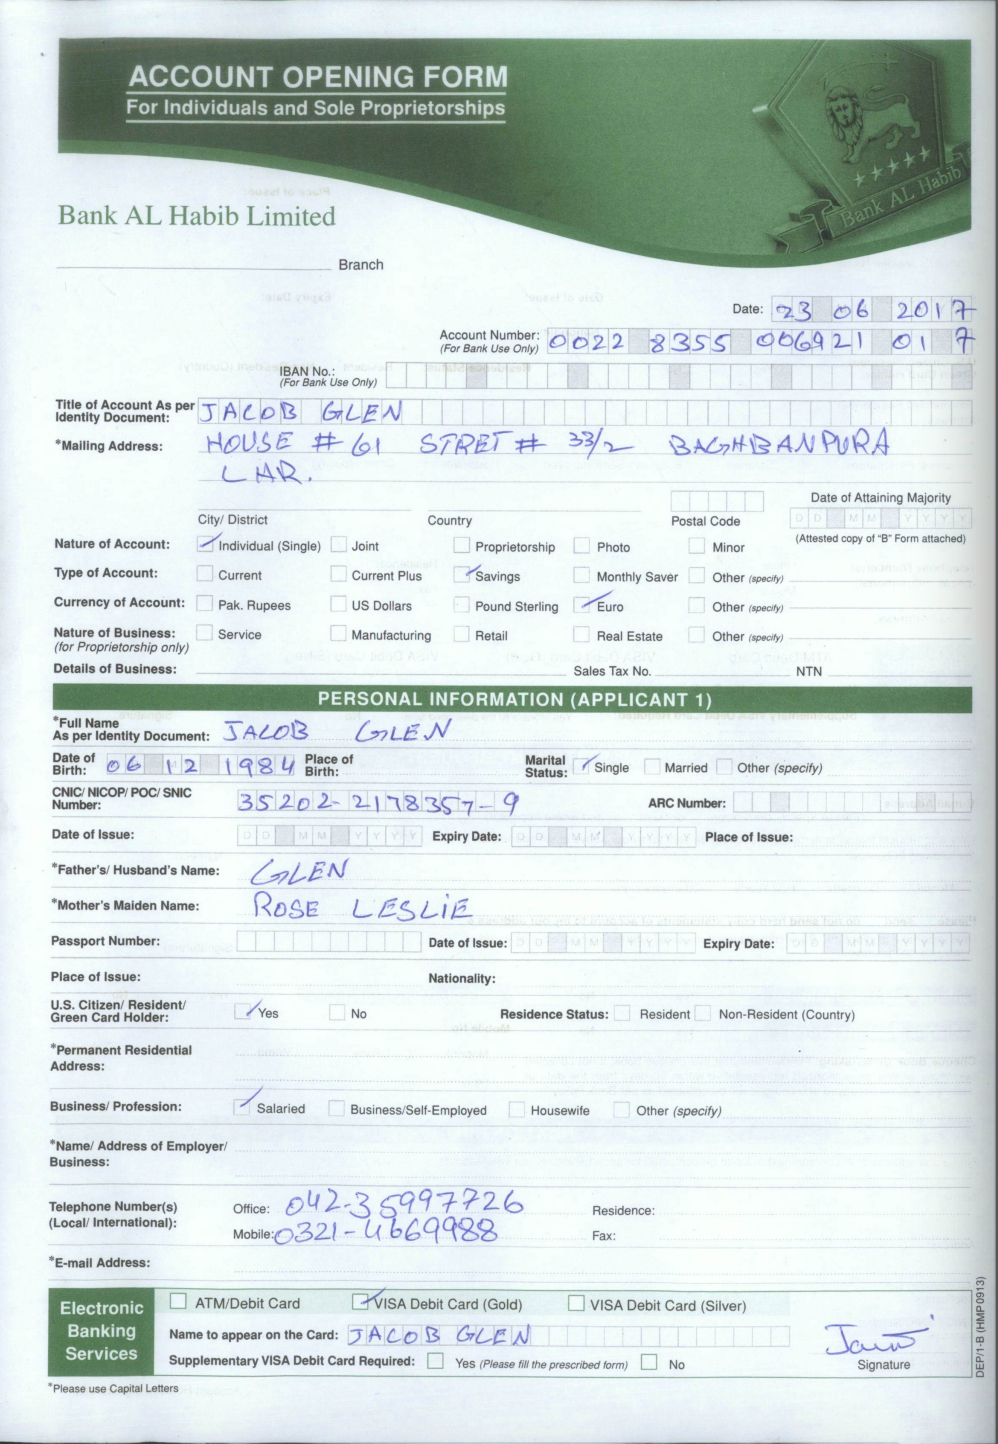 ACCOUNT OPENING FORM
For Individuals and Sole Proprietorships
Bank AL Habib
Bank AL Habib Limited
Branch
Date: 23 06 2017
Account Number: 0022 8355 006921 01 7
(For Bank Use Only)
IBAN No.:
(For Bank Use Only)
Title of Account As per Identity Document: JACOB GLEN
*Mailing Address: HOUSE # 61 STRET # 33/2 BAGHBANPURA
LHR.
City/ District Country Postal Code Date of Attaining Majority
D D M M Y Y Y Y
(Attested copy of "B" Form attached)
Nature of Account: Individual (Single) Joint Proprietorship Photo Minor
Type of Account: Current Current Plus Savings Monthly Saver Other (specify)
Currency of Account: Pak. Rupees US Dollars Pound Sterling Euro Other (specify)
Nature of Business: Service Manufacturing Retail Real Estate Other (specify)
(for Proprietorship only)
Details of Business: Sales Tax No. NTN
PERSONAL INFORMATION (APPLICANT 1)
*Full Name
As per Identity Document: JACOB GLEN
Date of Birth: 06 12 1984 Place of Birth: Marital Status: Single Married Other (specify)
CNIC/ NICOP/ POC/ SNIC Number: 35202-2178357-9 ARC Number:
Date of Issue: D D M M Y Y Y Y Expiry Date: D D M M Y Y Y Y Place of Issue:
*Father's/ Husband's Name: GLEN
*Mother's Maiden Name: ROSE LESLIE
Passport Number: Date of Issue: D D M M Y Y Y Y Expiry Date: D D M M Y Y Y Y
Place of Issue: Nationality:
U.S. Citizen/ Resident/ Green Card Holder: Yes No Residence Status: Resident Non-Resident (Country)
*Permanent Residential Address:
Business/ Profession: Salaried Business/Self-Employed Housewife Other (specify)
*Name/ Address of Employer/ Business:
Telephone Number(s) Office: 042-35997726 Residence:
(Local/ International): Mobile: 0321-4669988 Fax:
*E-mail Address:
Electronic Banking Services
ATM/Debit Card VISA Debit Card (Gold) VISA Debit Card (Silver)
Name to appear on the Card: JACOB GLEN
Supplementary VISA Debit Card Required: Yes (Please fill the prescribed form) No
Signature
*Please use Capital Letters
DEP/1-B (HMP0913)